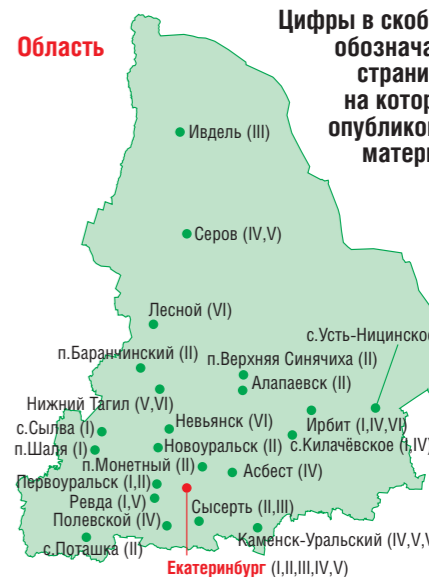 Область
Цифры в скоб
обознача
страни
на котор
опубликов
матери
Ивдель (III)
Серов (IV,V)
Лесной (VI)
с.Усть-Ницинское
п.Баранчинский (II)
п.Верхняя Синячиха (II)
Алапаевск (II)
Нижний Тагил (V,VI)
Ирбит (I,IV,VI)
с.Сылва (I)
Невьянск (VI)
с.Килачёвское (I,IV)
п.Шаля (I)
Новоуральск (II)
п.Монетный (II)
Асбест (IV)
Первоуральск (I,II)
Ревда (I,V)
Сысерть (II,III)
Полевской (IV)
Каменск-Уральский (IV,V,V
с.Поташка (II)
Екатеринбург (I,II,III,IV,V)